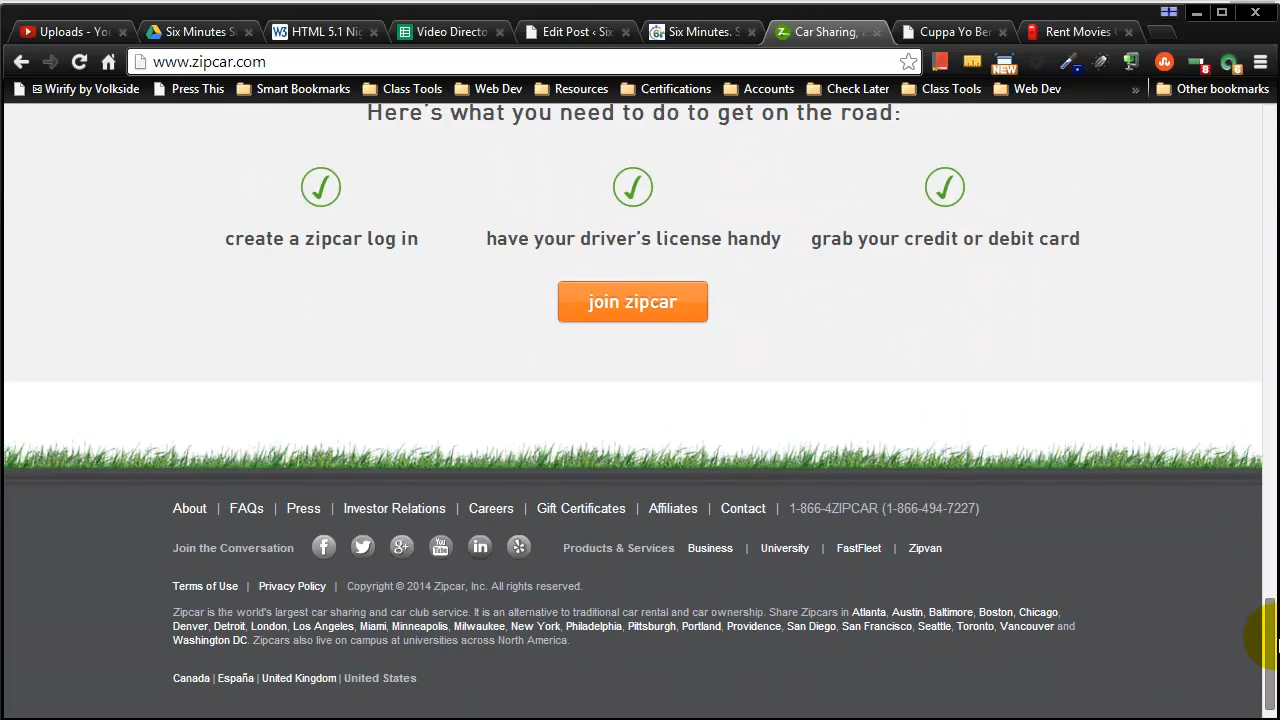 Uploads - You
Six Minutes S
HTML 5.1 Nig
Video Directo
Edit Post ‹ Six
Six Minutes. S
Car Sharing, a
Cuppa Yo Ber
Rent Movies
www.zipcar.com
NEW
8
6
Wirify by Volkside
Press This
Smart Bookmarks
Class Tools
Web Dev
Resources
Certifications
Accounts
Check Later
Class Tools
Web Dev
»
Other bookmarks
Here's what you need to do to get on the road:
create a zipcar log in
have your driver's license handy
grab your credit or debit card
join zipcar
About | FAQs | Press | Investor Relations | Careers | Gift Certificates | Affiliates | Contact | 1-866-4ZIPCAR (1-866-494-7227)
Join the Conversation
Products & Services Business | University | FastFleet | Zipvan
Terms of Use | Privacy Policy | Copyright © 2014 Zipcar, Inc. All rights reserved.
Zipcar is the world's largest car sharing and car club service. It is an alternative to traditional car rental and car ownership. Share Zipcars in Atlanta, Austin, Baltimore, Boston, Chicago,
Denver, Detroit, London, Los Angeles, Miami, Minneapolis, Milwaukee, New York, Philadelphia, Pittsburgh, Portland, Providence, San Diego, San Francisco, Seattle, Toronto, Vancouver and
Washington DC. Zipcars also live on campus at universities across North America.
Canada | España | United Kingdom | United States